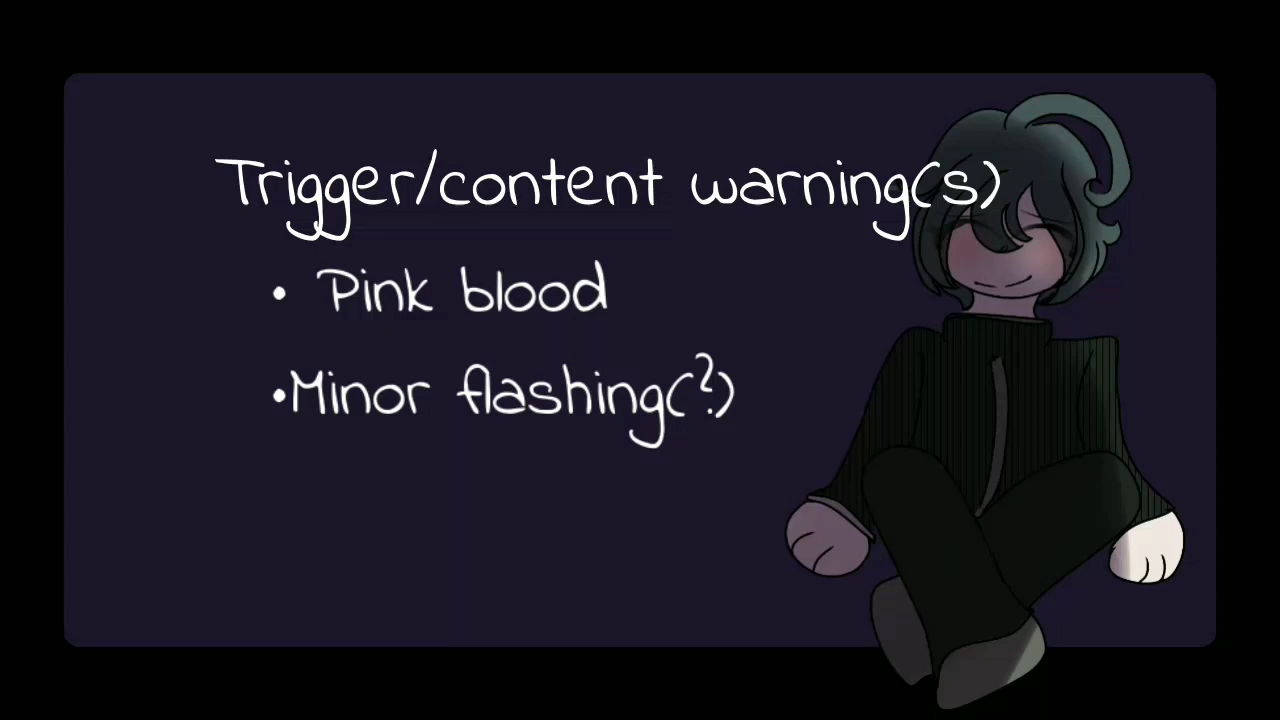 Trigger/content warning(s)
• Pink blood
•Minor flashing(?)